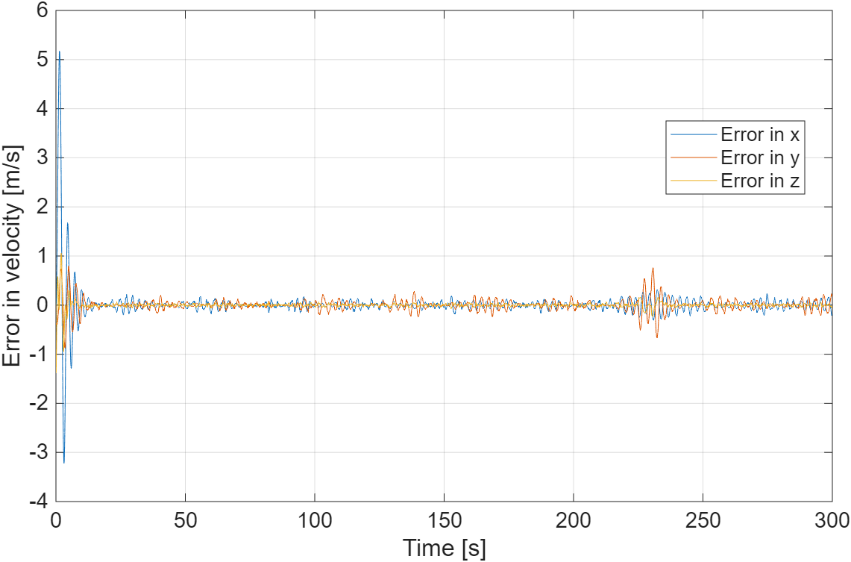 6
5
4
3
2
1
0
-1
-2
-3
-4
Error in velocity [m/s]
Error in x
Error in y
Error in z
0 50 100 150 200 250 300
Time [s]